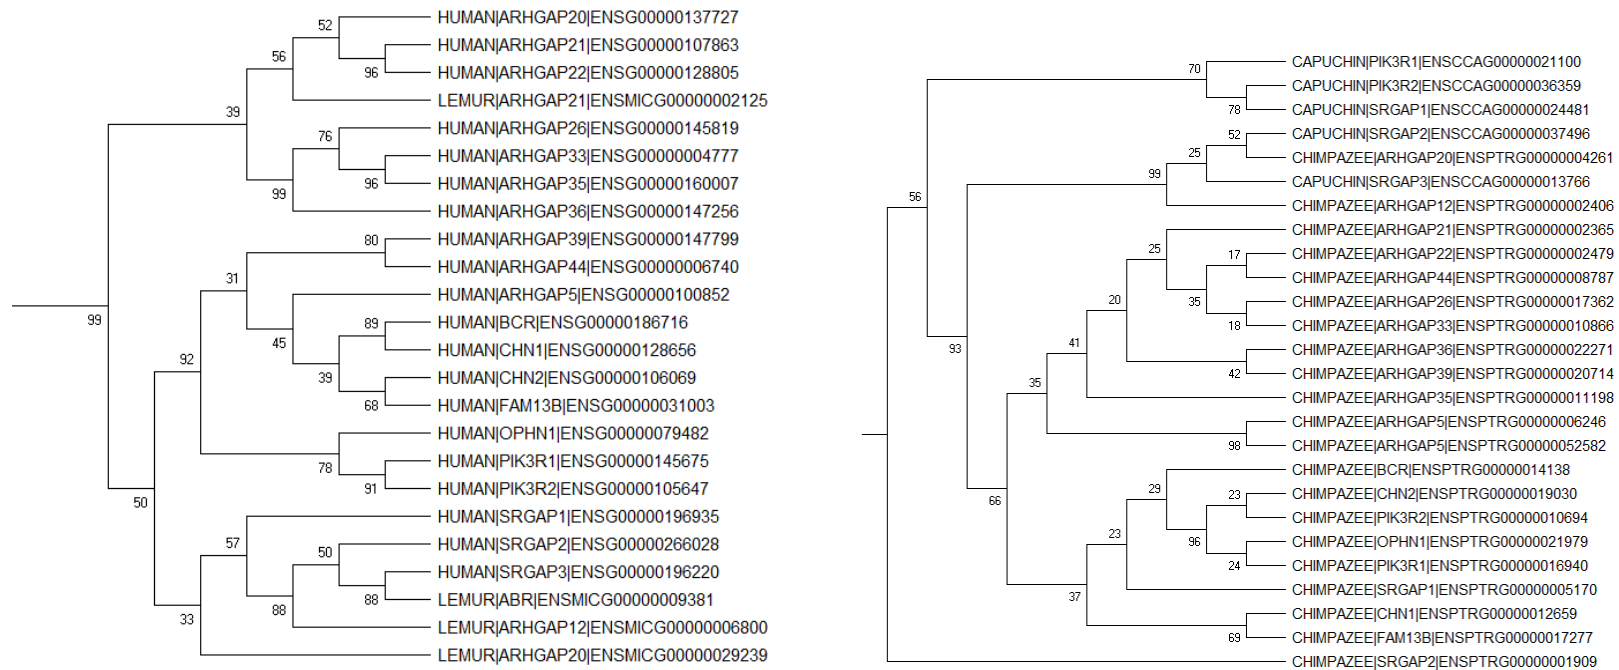 HUMAN|ARHGAP20|ENSG00000137727
HUMAN|ARHGAP21|ENSG00000107863
HUMAN|ARHGAP22|ENSG00000128805
LEMUR|ARHGAP21|ENSMICG00000002125
HUMAN|ARHGAP26|ENSG00000145819
HUMAN|ARHGAP33|ENSG00000004777
HUMAN|ARHGAP35|ENSG00000160007
HUMAN|ARHGAP36|ENSG00000147256
HUMAN|ARHGAP39|ENSG00000147799
HUMAN|ARHGAP44|ENSG00000006740
HUMAN|ARHGAP5|ENSG00000100852
HUMAN|BCR|ENSG00000186716
HUMAN|CHN1|ENSG00000128656
HUMAN|CHN2|ENSG00000106069
HUMAN|FAM13B|ENSG00000031003
HUMAN|OPHN1|ENSG00000079482
HUMAN|PIK3R1|ENSG00000145675
HUMAN|PIK3R2|ENSG00000105647
HUMAN|SRGAP1|ENSG00000196935
HUMAN|SRGAP2|ENSG00000266028
HUMAN|SRGAP3|ENSG00000196220
LEMUR|ABR|ENSMICG00000009381
LEMUR|ARHGAP12|ENSMICG00000006800
LEMUR|ARHGAP20|ENSMICG00000029239
52
56
96
39
76
96
99
80
31
99
89
45
92
39
68
78
91
50
57
50
88
88
33
CAPUCHIN|PIK3R1|ENSCCAG00000021100
CAPUCHIN|PIK3R2|ENSCCAG00000036359
CAPUCHIN|SRGAP1|ENSCCAG00000024481
CAPUCHIN|SRGAP2|ENSCCAG00000037496
CHIMPAZEE|ARHGAP20|ENSPTRG00000004261
CAPUCHIN|SRGAP3|ENSCCAG00000013766
CHIMPAZEE|ARHGAP12|ENSPTRG00000002406
CHIMPAZEE|ARHGAP21|ENSPTRG00000002365
CHIMPAZEE|ARHGAP22|ENSPTRG00000002479
CHIMPAZEE|ARHGAP44|ENSPTRG00000008787
CHIMPAZEE|ARHGAP26|ENSPTRG00000017362
CHIMPAZEE|ARHGAP33|ENSPTRG00000010866
CHIMPAZEE|ARHGAP36|ENSPTRG00000022271
CHIMPAZEE|ARHGAP39|ENSPTRG00000020714
CHIMPAZEE|ARHGAP35|ENSPTRG00000011198
CHIMPAZEE|ARHGAP5|ENSPTRG00000006246
CHIMPAZEE|ARHGAP5|ENSPTRG00000052582
CHIMPAZEE|BCR|ENSPTRG00000014138
CHIMPAZEE|CHN2|ENSPTRG00000019030
CHIMPAZEE|PIK3R2|ENSPTRG00000010694
CHIMPAZEE|OPHN1|ENSPTRG00000021979
CHIMPAZEE|PIK3R1|ENSPTRG00000016940
CHIMPAZEE|SRGAP1|ENSPTRG00000005170
CHIMPAZEE|CHN1|ENSPTRG00000012659
CHIMPAZEE|FAM13B|ENSPTRG00000017277
CHIMPAZEE|SRGAP2|ENSPTRG00000001909
70
78
52
25
99
56
25
17
35
20
18
41
93
42
35
98
29
23
66
23
96
24
37
69